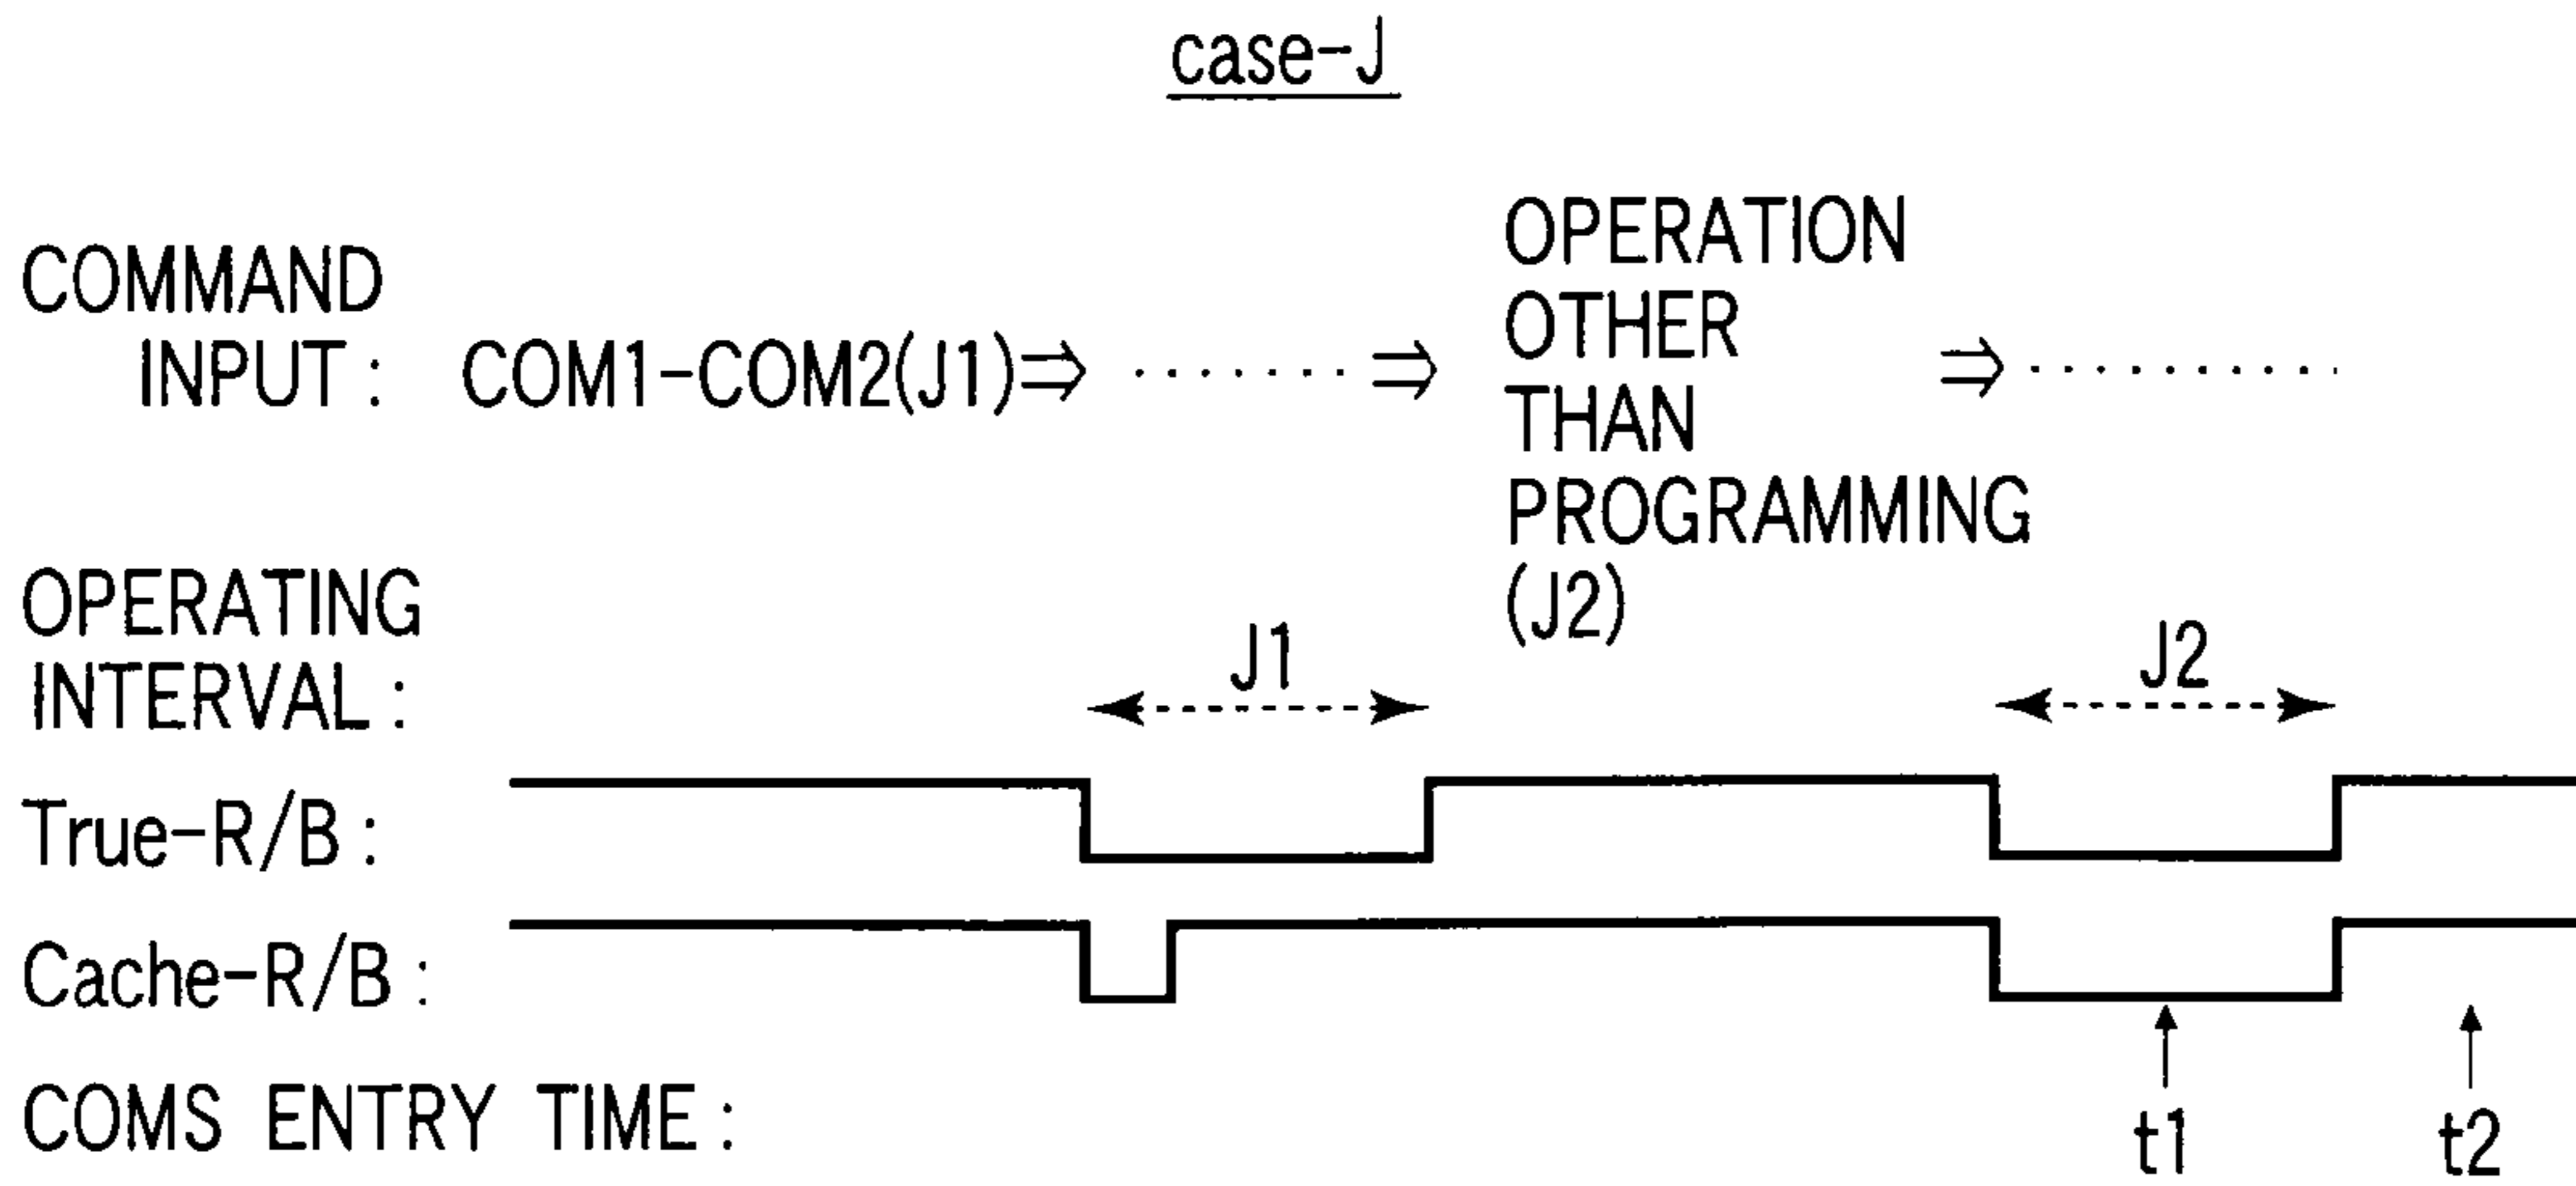 case-J
COMMAND
INPUT : COM1-COM2(J1)⇒ ······· ⇒ OPERATION
OTHER
THAN
PROGRAMMING
(J2) ⇒ ··········
OPERATING
INTERVAL : J1 J2
True-R/B :
Cache-R/B :
COMS ENTRY TIME : t1 t2